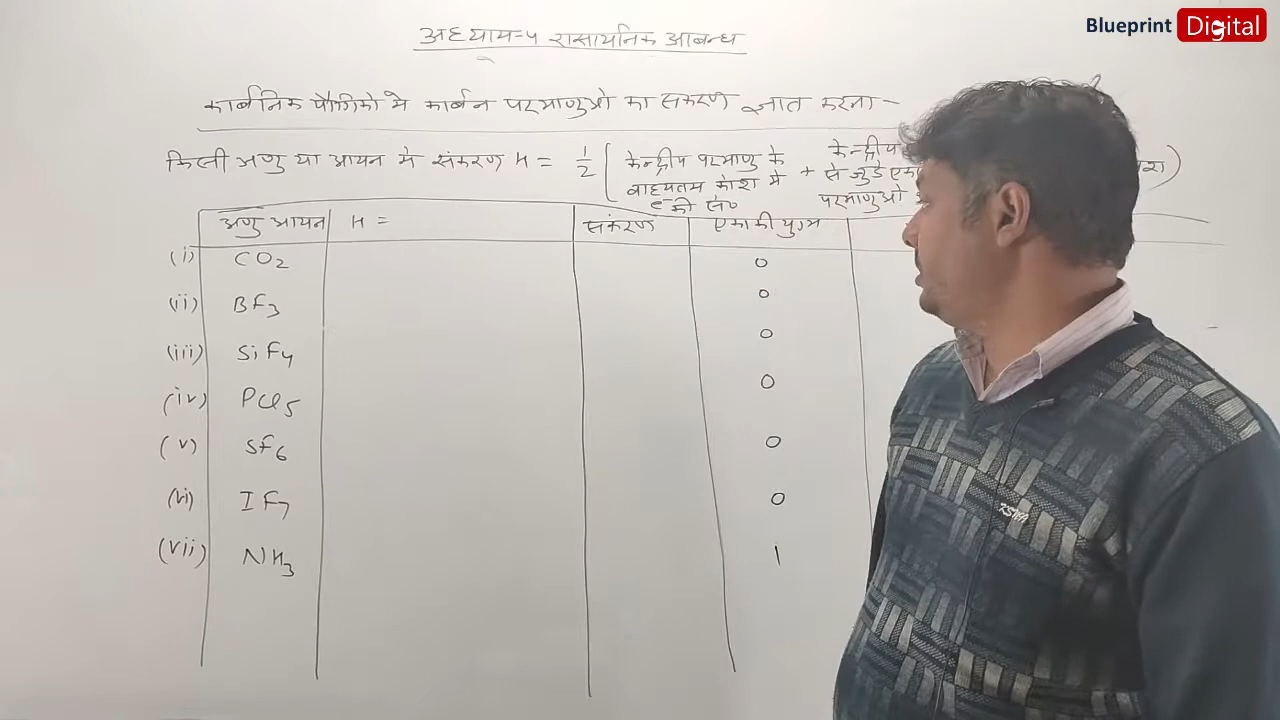 Blueprint Digital
अध्याय-५ रासायनिक आबन्ध
कार्बनिक यौगिको मे कार्बन परमाणुओ का संकरण ज्ञात करना-
किसी अणु या आयन मे संकरण H = 1/2 ( केन्द्रीय परमाणु के बाह्यतम कोश मे e की सं० + केन्द्रीय से जुडे परमाणुओ )
अणु आयन H = संकरण एकाकी युग्म
(i) CO2 0
(ii) BF3 0
(iii) SiF4 0
(iv) PCl5 0
(v) SF6 0
(vi) IF7 0
(vii) NH3 1